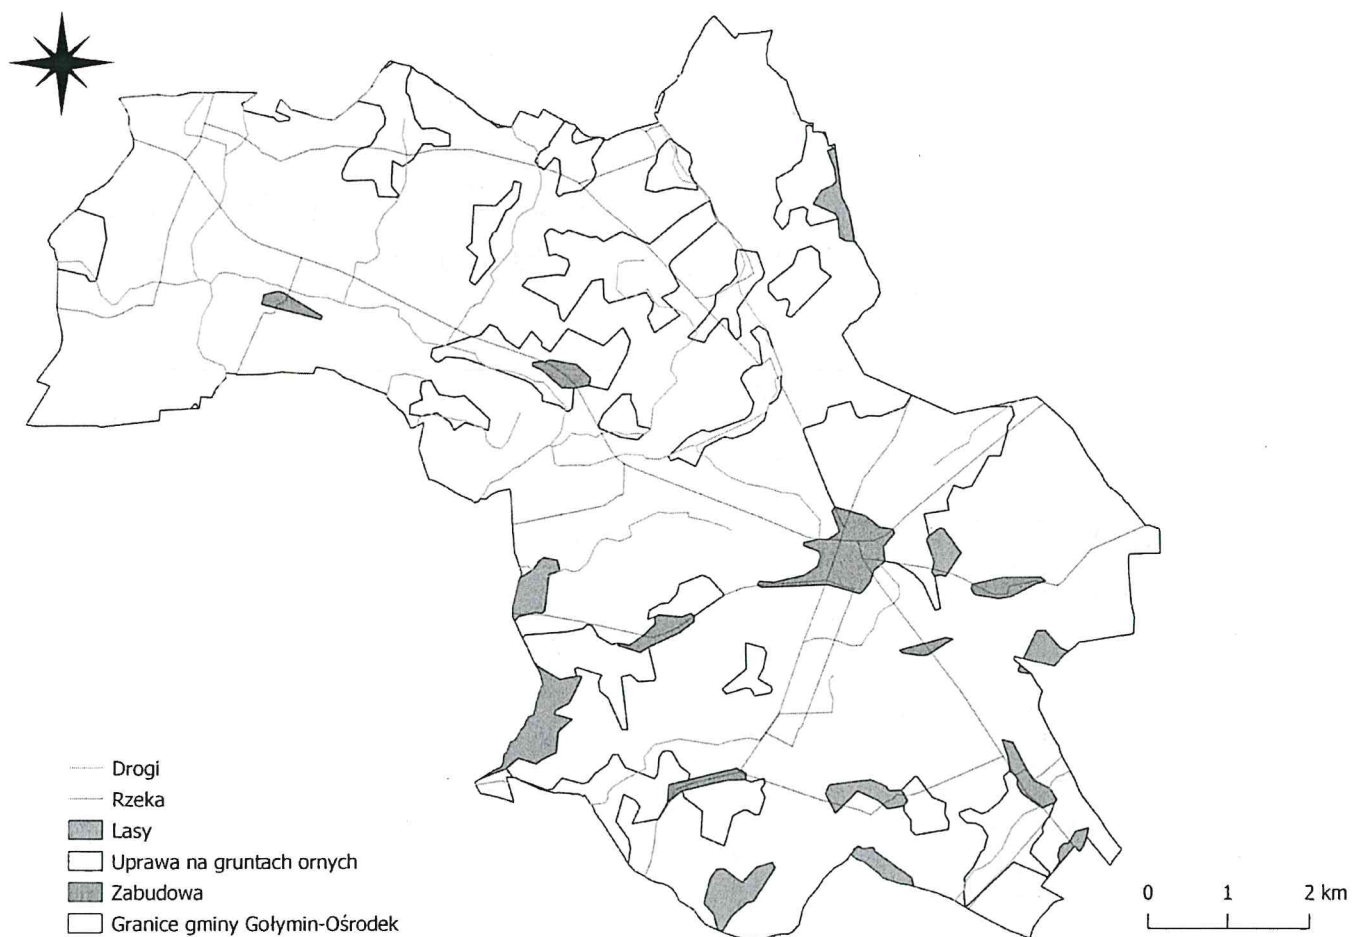 Drogi
Rzeka
Lasy
Uprawa na gruntach ornych
Zabudowa
Granice gminy Gołymin-Ośrodek
0 1 2 km